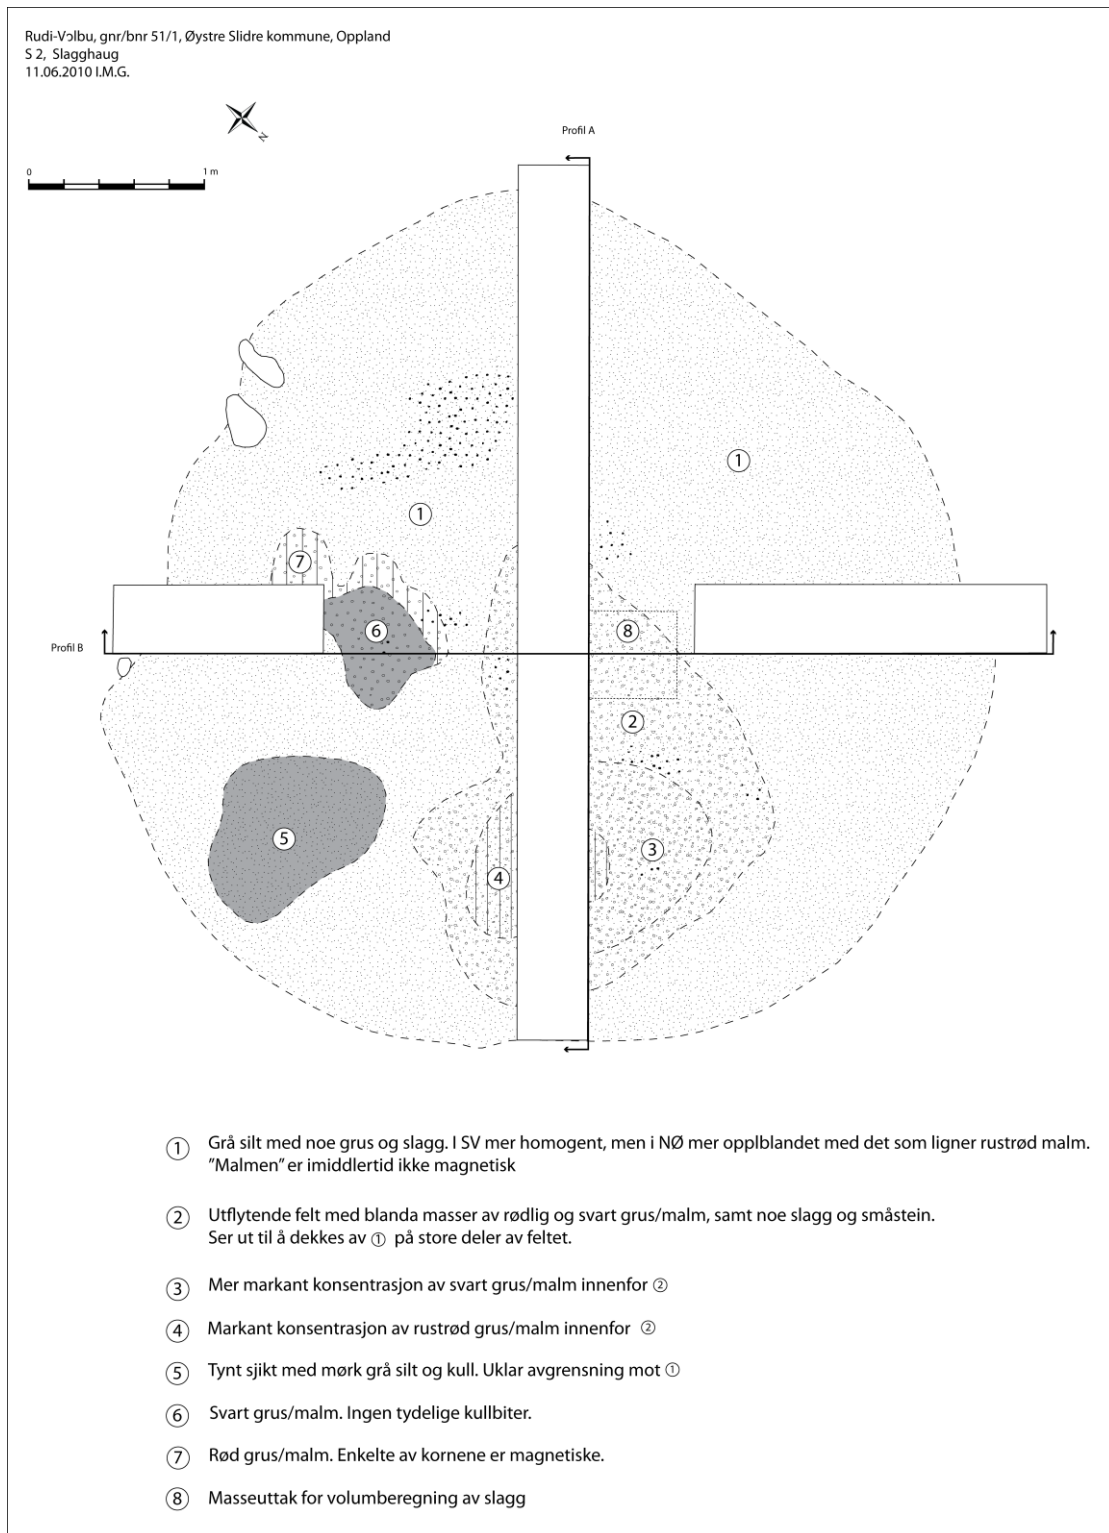 Rudi-Vɔlbu, gnr/bnr 51/1, Øystre Slidre kommune, Oppland
S 2, Slagghaug
11.06.2010 I.M.G.
N
Profil A
0 1 m
1
1
7
6
8
Profil B
2
5
3
4
1 Grå silt med noe grus og slagg. I SV mer homogent, men i NØ mer opplblandet med det som ligner rustrød malm.
"Malmen" er imiddlertid ikke magnetisk
2 Utflytende felt med blanda masser av rødlig og svart grus/malm, samt noe slagg og småstein.
Ser ut til å dekkes av 1 på store deler av feltet.
3 Mer markant konsentrasjon av svart grus/malm innenfor 2
4 Markant konsentrasjon av rustrød grus/malm innenfor 2
5 Tynt sjikt med mørk grå silt og kull. Uklar avgrensning mot 1
6 Svart grus/malm. Ingen tydelige kullbiter.
7 Rød grus/malm. Enkelte av kornene er magnetiske.
8 Masseuttak for volumberegning av slagg